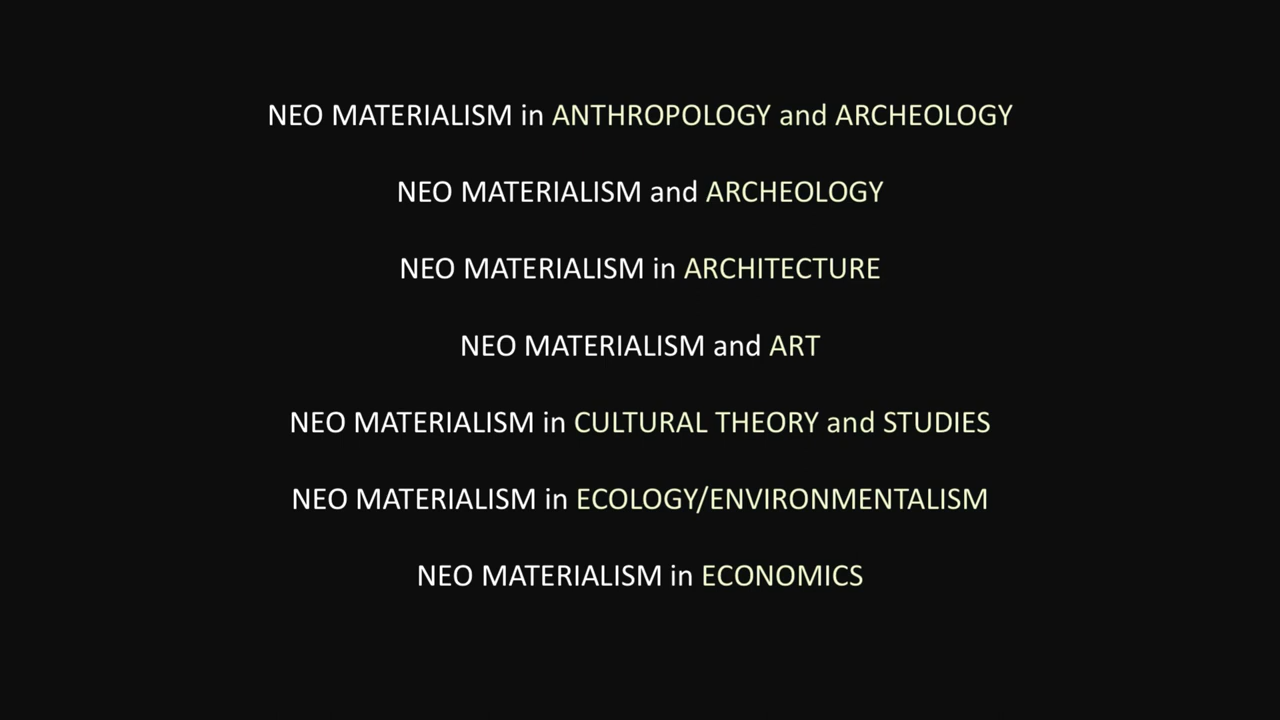 NEO MATERIALISM in ANTHROPOLOGY and ARCHEOLOGY
NEO MATERIALISM and ARCHEOLOGY
NEO MATERIALISM in ARCHITECTURE
NEO MATERIALISM and ART
NEO MATERIALISM in CULTURAL THEORY and STUDIES
NEO MATERIALISM in ECOLOGY/ENVIRONMENTALISM
NEO MATERIALISM in ECONOMICS